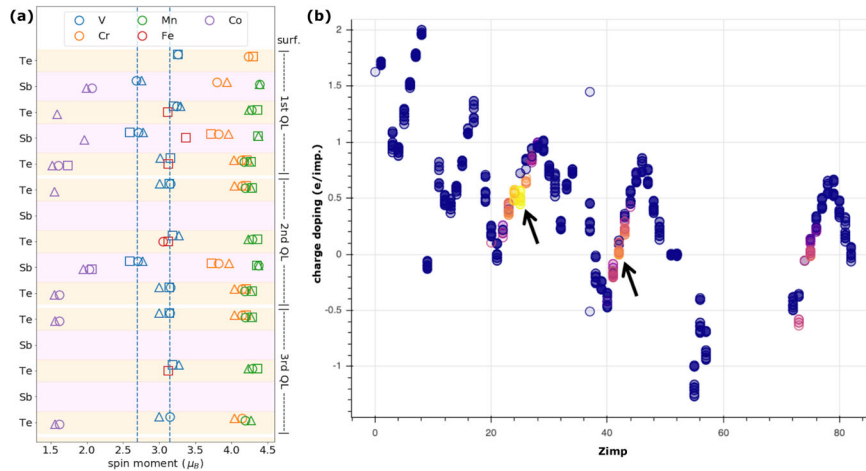 (a)
V
Mn
Co
Cr
Fe
surf.
Te
Sb
Te
Sb
Te
1st QL
Te
Sb
Te
Sb
Te
2nd QL
Te
Sb
Te
Sb
Te
3rd QL
1.5 2.0 2.5 3.0 3.5 4.0 4.5
spin moment (μB)
(b)
2
1.5
1
0.5
0
-0.5
-1
charge doping (e/imp.)
0 20 40 60 80
Zimp